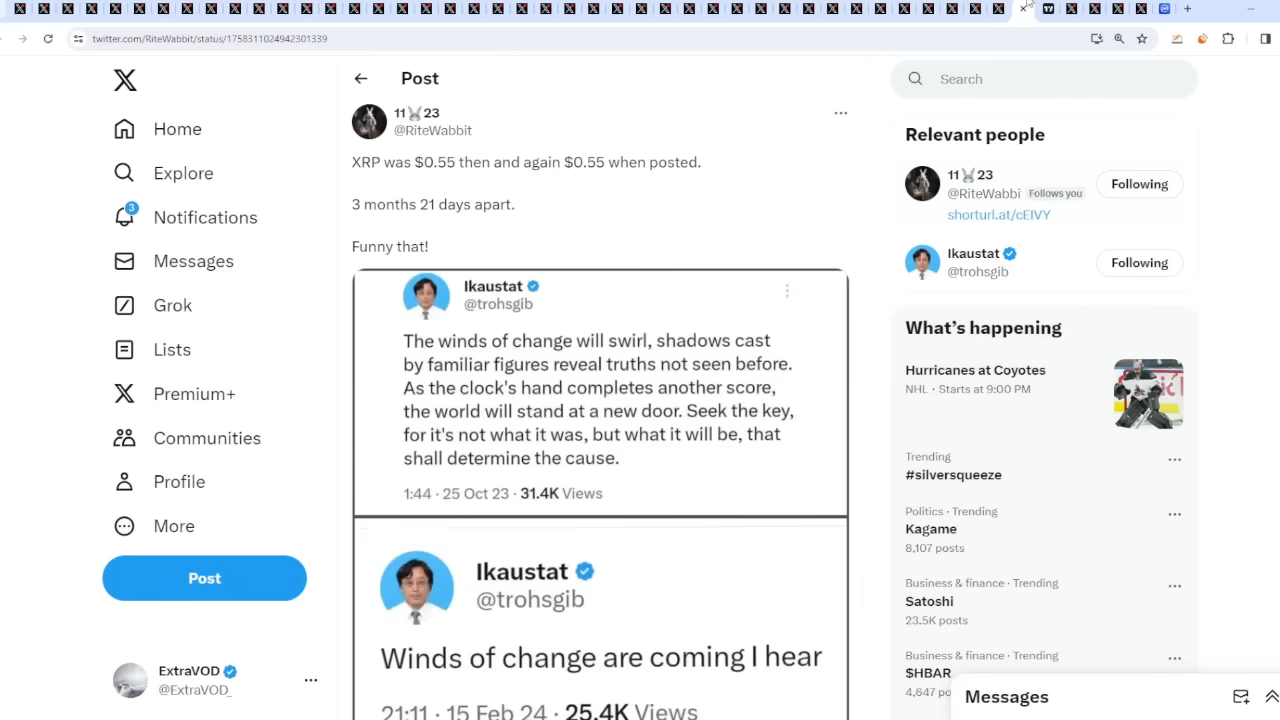 twitter.com/RiteWabbit/status/1758311024942301339
Home
Explore
3
Notifications
Messages
Grok
Lists
Premium+
Communities
Profile
More
Post
ExtraVOD
@ExtraVOD_
Post
11🐰23
@RiteWabbit
XRP was $0.55 then and again $0.55 when posted.
3 months 21 days apart.
Funny that!
Ikaustat
@trohsgib
The winds of change will swirl, shadows cast
by familiar figures reveal truths not seen before.
As the clock's hand completes another score,
the world will stand at a new door. Seek the key,
for it's not what it was, but what it will be, that
shall determine the cause.
1:44 · 25 Oct 23 · 31.4K Views
Ikaustat
@trohsgib
Winds of change are coming I hear
21:11 · 15 Feb 24 · 25.4K Views
Search
Relevant people
11🐰23
@RiteWabbi Follows you
Following
shorturl.at/cEIVY
Ikaustat
@trohsgib
Following
What's happening
Hurricanes at Coyotes
NHL · Starts at 9:00 PM
Trending
#silversqueeze
Politics · Trending
Kagame
8,107 posts
Business & finance · Trending
Satoshi
23.5K posts
Business & finance · Trending
$HBAR
4,647 po
Messages